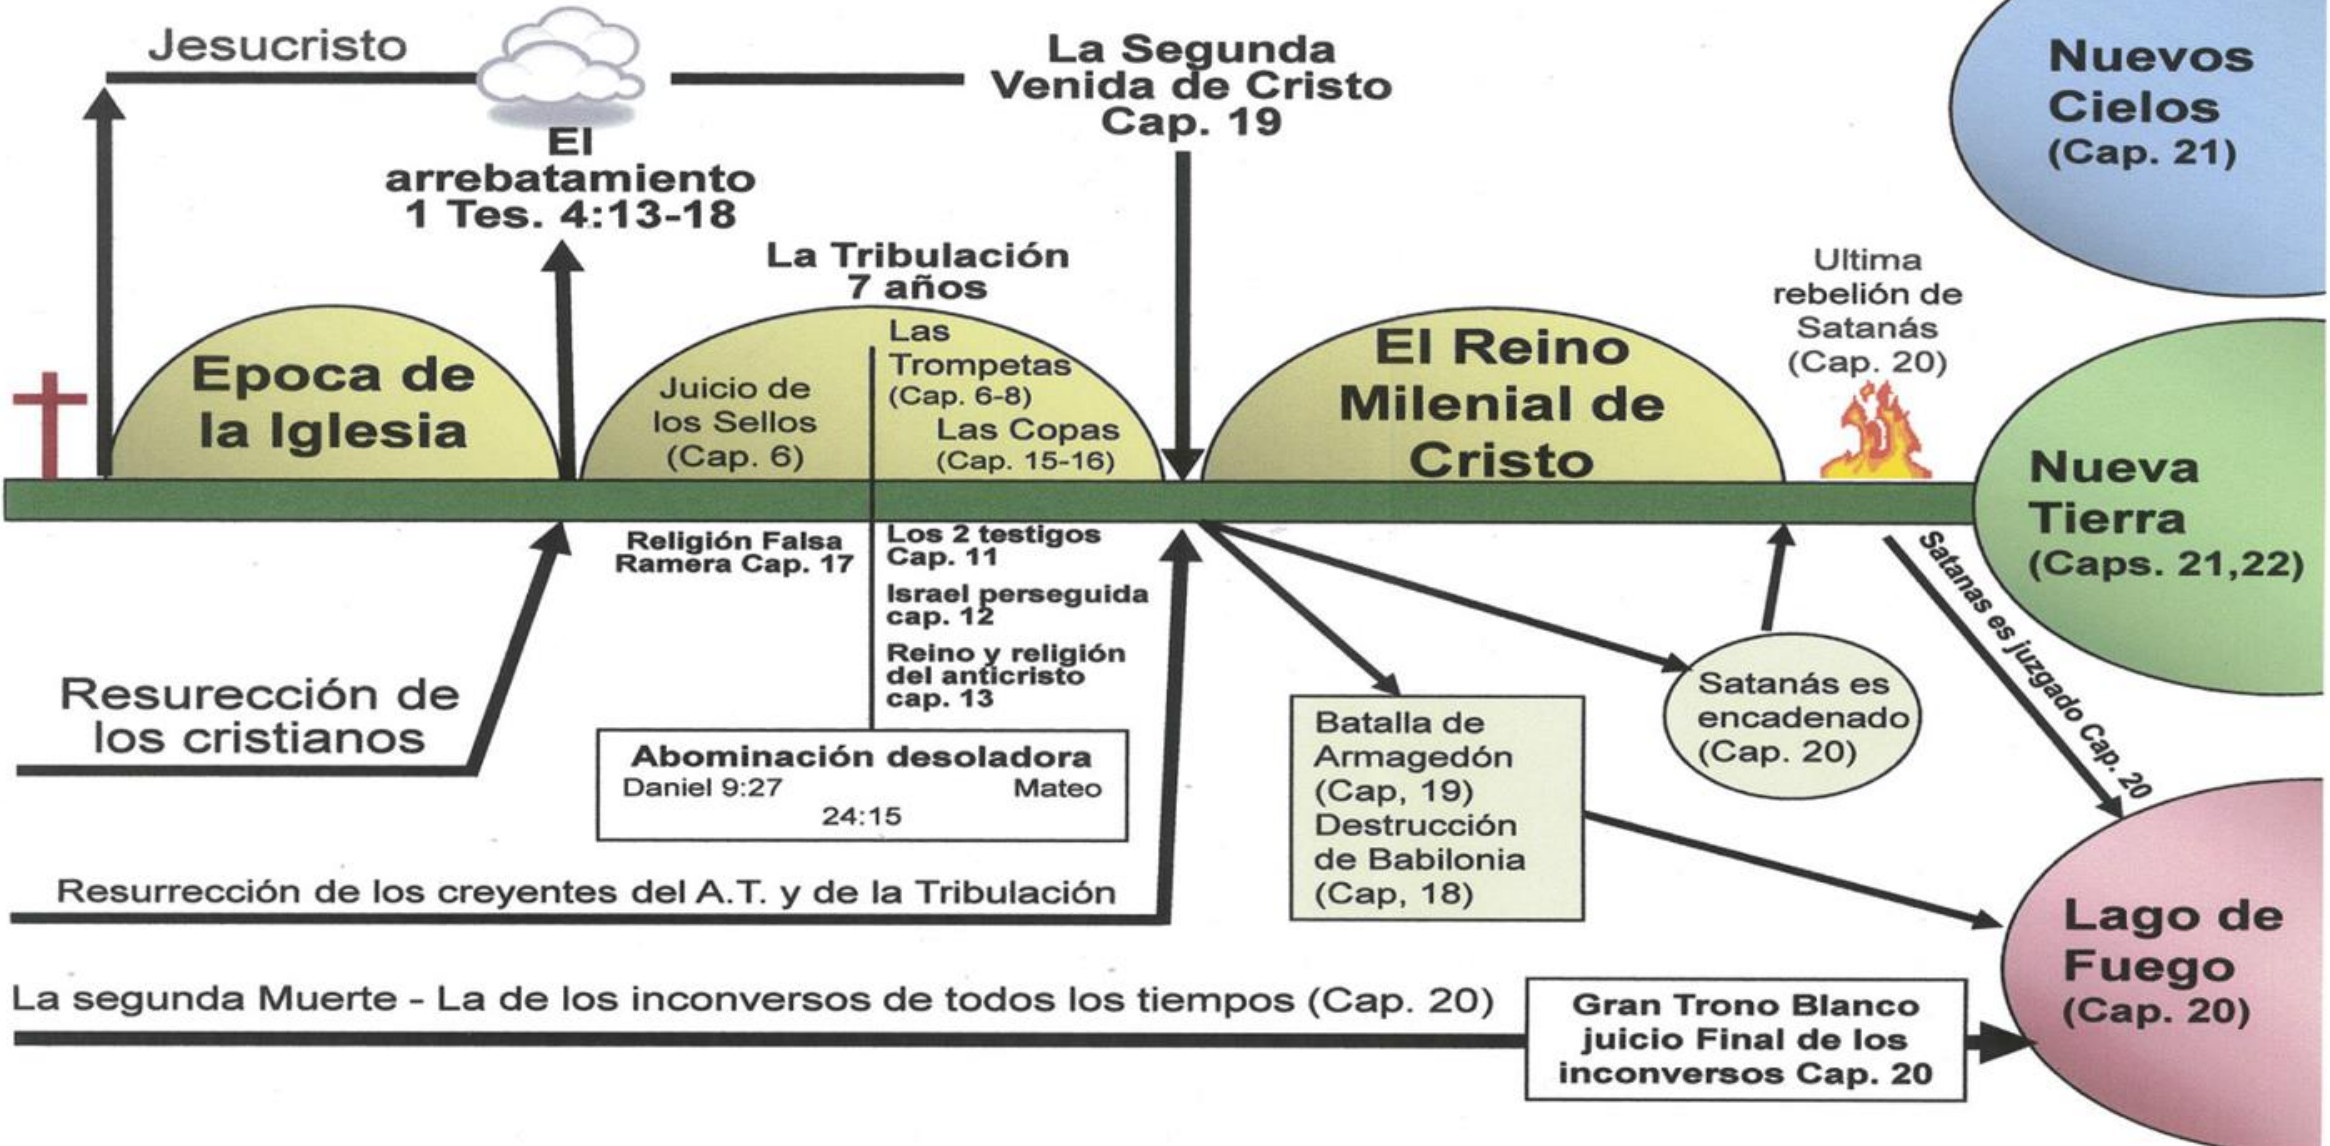 Jesucristo
El
arrebatamiento
1 Tes. 4:13-18
La Segunda
Venida de Cristo
Cap. 19
Nuevos
Cielos
(Cap. 21)
Epoca de
la Iglesia
La Tribulación
7 años
Juicio de
los Sellos
(Cap. 6)
Las
Trompetas
(Cap. 6-8)
Las Copas
(Cap. 15-16)
El Reino
Milenial de
Cristo
Ultima
rebelión de
Satanás
(Cap. 20)
Nueva
Tierra
(Caps. 21,22)
Religión Falsa
Ramera Cap. 17
Los 2 testigos
Cap. 11
Israel perseguida
cap. 12
Reino y religión
del anticristo
cap. 13
Resurección de
los cristianos
Abominación desoladora
Daniel 9:27 Mateo
24:15
Batalla de
Armagedón
(Cap, 19)
Destrucción
de Babilonia
(Cap, 18)
Satanás es
encadenado
(Cap. 20)
Satanas es juzgado Cap. 20
Resurrección de los creyentes del A.T. y de la Tribulación
Lago de
Fuego
(Cap. 20)
La segunda Muerte - La de los inconversos de todos los tiempos (Cap. 20)
Gran Trono Blanco
juicio Final de los
inconversos Cap. 20